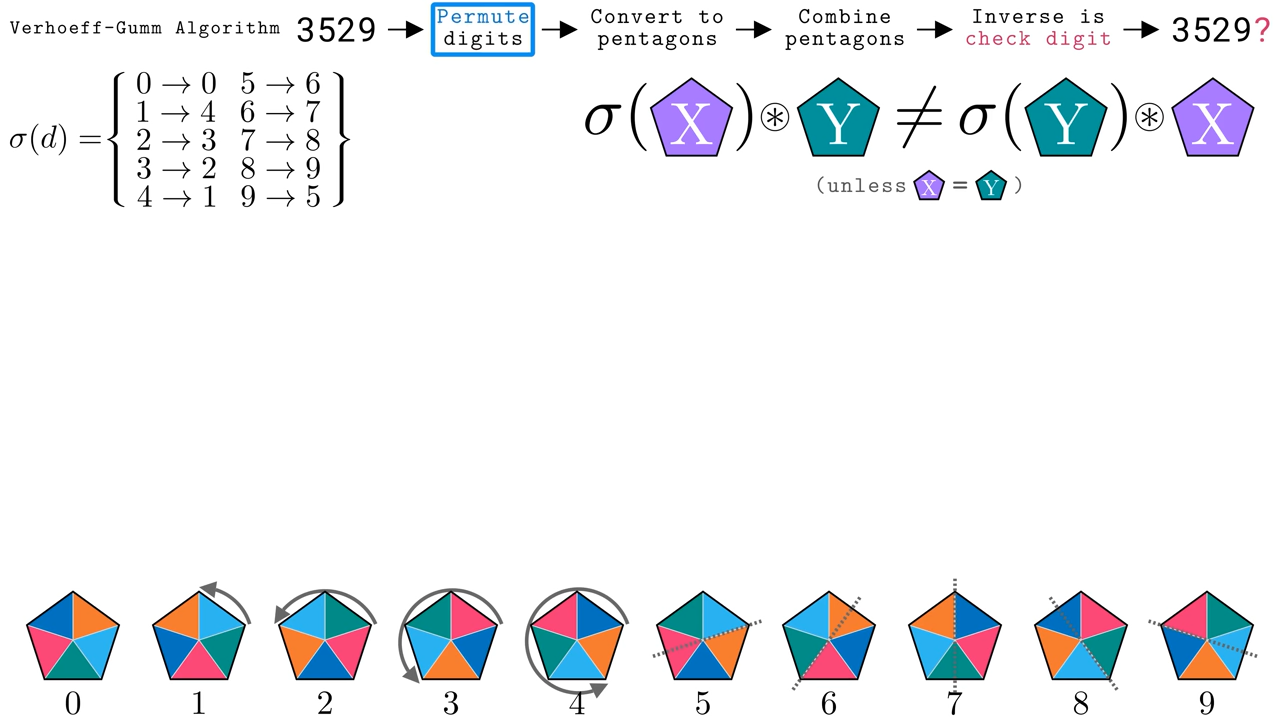 Verhoeff-Gumm Algorithm 3529 → Permute digits → Convert to pentagons → Combine pentagons → Inverse is check digit → 3529?
σ(d) = { 0 → 0 5 → 6
1 → 4 6 → 7
2 → 3 7 → 8
3 → 2 8 → 9
4 → 1 9 → 5 }
σ(X) ⊛ Y ≠ σ(Y) ⊛ X
(unless X = Y)
0 1 2 3 4 5 6 7 8 9